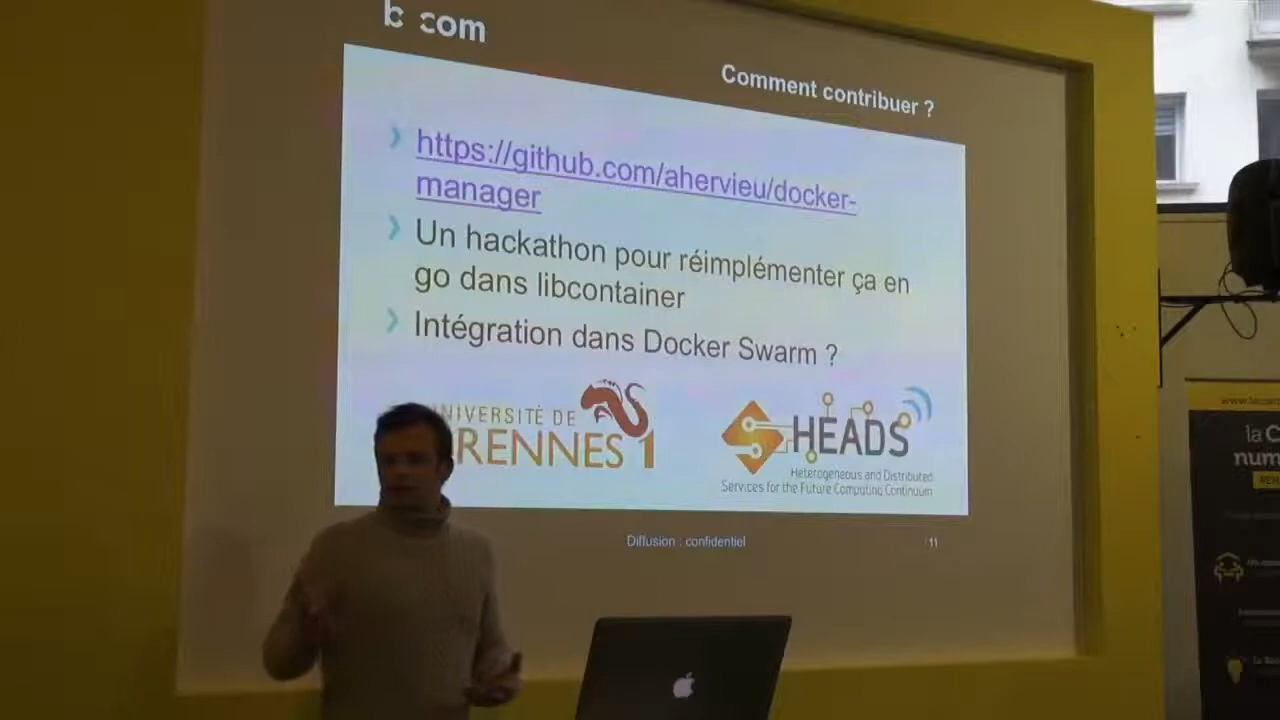 b com
Comment contribuer ?
https://github.com/ahervieu/docker-
manager
Un hackathon pour réimplémenter ça en
go dans libcontainer
Intégration dans Docker Swarm ?
UNIVERSITÉ DE
RENNES 1
HEADS
Heterogeneous and Distributed
Services for the Future Computing Continuum
Diffusion : confidentiel
11
la C
num